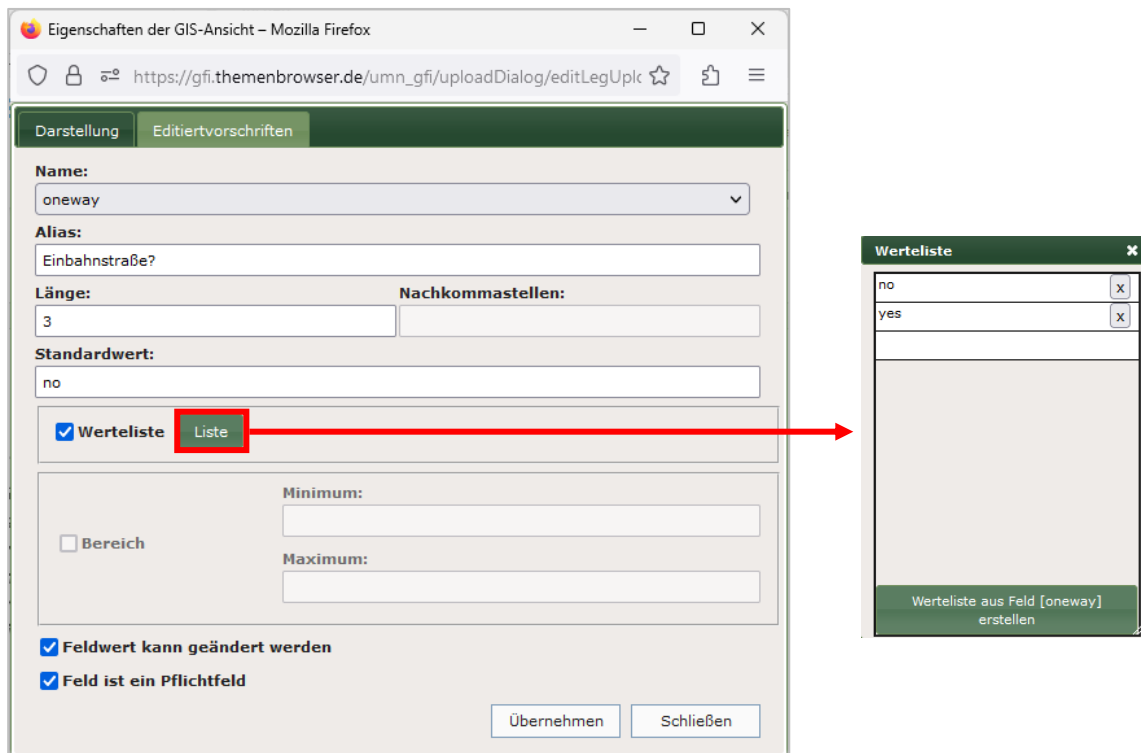 Eigenschaften der GIS-Ansicht – Mozilla Firefox
https://gfi.themenbrowser.de/umn_gfi/uploadDialog/editLegUplo
Darstellung Editiertvorschriften
Name:
oneway
Alias:
Einbahnstraße?
Länge: Nachkommastellen:
3
Standardwert:
no
Werteliste Liste
Bereich
Minimum:
Maximum:
Feldwert kann geändert werden
Feld ist ein Pflichtfeld
Übernehmen Schließen
Werteliste
no x
yes x
Werteliste aus Feld [oneway]
erstellen